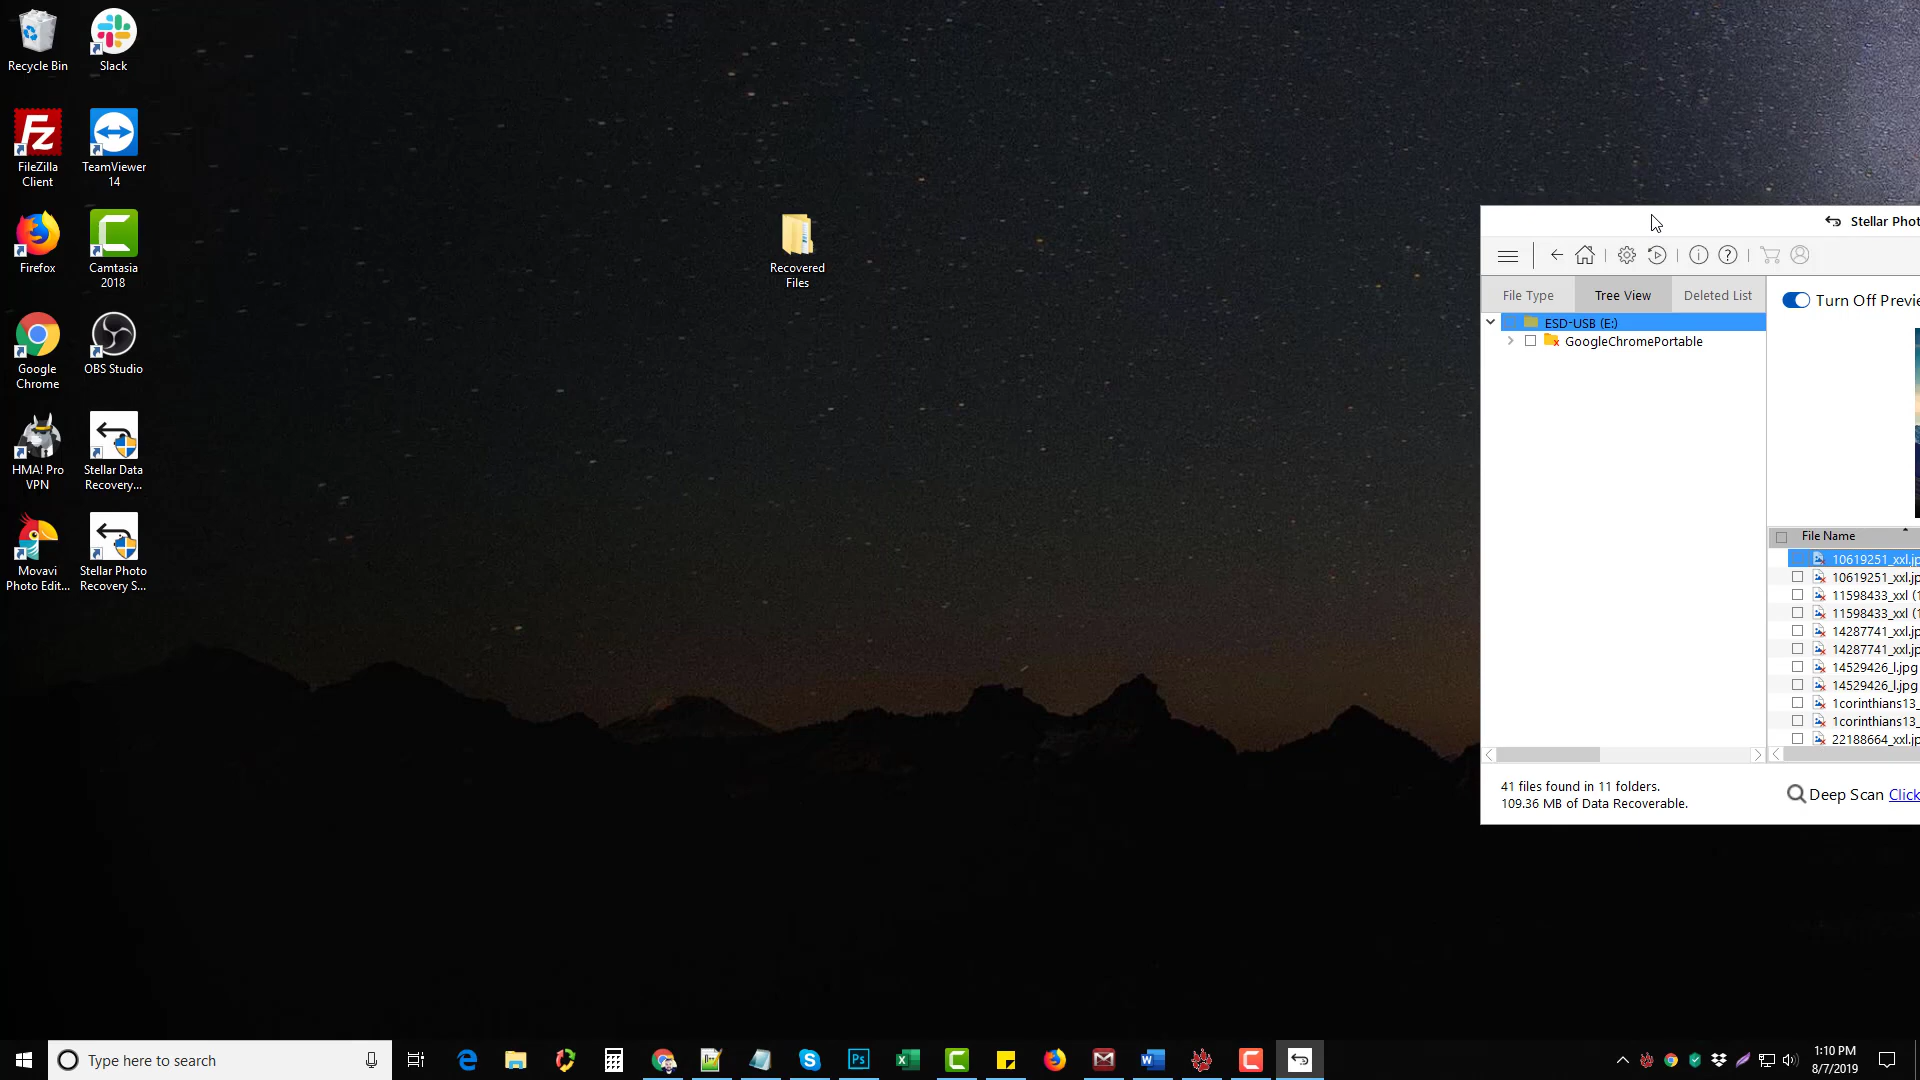 Recycle Bin
Slack
FileZilla
Client
TeamViewer
14
Firefox
Camtasia
2018
Google
Chrome
OBS Studio
HMA! Pro
VPN
Stellar Data
Recovery...
Movavi
Photo Edit...
Stellar Photo
Recovery S...
Recovered
Files
Stellar Phot
File Type
Tree View
Deleted List
Turn Off Previe
ESD-USB (E:)
GoogleChromePortable
File Name
10619251_xxl.jp
10619251_xxl.jp
11598433_xxl (1
11598433_xxl (1
14287741_xxl.jp
14287741_xxl.jp
14529426_l.jpg
14529426_l.jpg
1corinthians13_
1corinthians13_
22188664_xxl.jp
41 files found in 11 folders.
109.36 MB of Data Recoverable.
Deep Scan Click
Type here to search
1:10 PM
8/7/2019